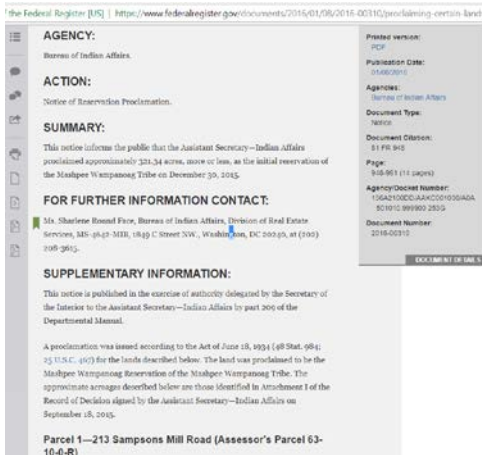 the Federal Register [US] | https://www.federalregister.gov/documents/2016/01/08/2016-00310/proclaiming-certain-land
AGENCY:
Bureau of Indian Affairs.
ACTION:
Notice of Reservation Proclamation.
SUMMARY:
This notice informs the public that the Assistant Secretary—Indian Affairs
proclaimed approximately 321.34 acres, more or less, as the initial reservation of
the Mashpee Wampanoag Tribe on December 30, 2015.
FOR FURTHER INFORMATION CONTACT:
Ms. Sharlene Round Face, Bureau of Indian Affairs, Division of Real Estate
Services, MS-4642-MIB, 1849 C Street NW., Washington, DC 20240, at (202)
208-3615.
SUPPLEMENTARY INFORMATION:
This notice is published in the exercise of authority delegated by the Secretary of
the Interior to the Assistant Secretary—Indian Affairs by part 209 of the
Departmental Manual.
A proclamation was issued according to the Act of June 18, 1934 (48 Stat. 984;
25 U.S.C. 467) for the lands described below. The land was proclaimed to be the
Mashpee Wampanoag Reservation of the Mashpee Wampanoag Tribe. The
approximate acreages described below are those identified in Attachment I of the
Record of Decision signed by the Assistant Secretary—Indian Affairs on
September 18, 2015.
Parcel 1—213 Sampsons Mill Road (Assessor's Parcel 63-
10-0-R)
Printed version:
PDF
Publication Date:
01/08/2016
Agencies:
Bureau of Indian Affairs
Document Type:
Notice
Document Citation:
81 FR 948
Page:
948-951 (11 pages)
Agency/Docket Number:
Document Number:
2016-00310
DOCUMENT DETAILS